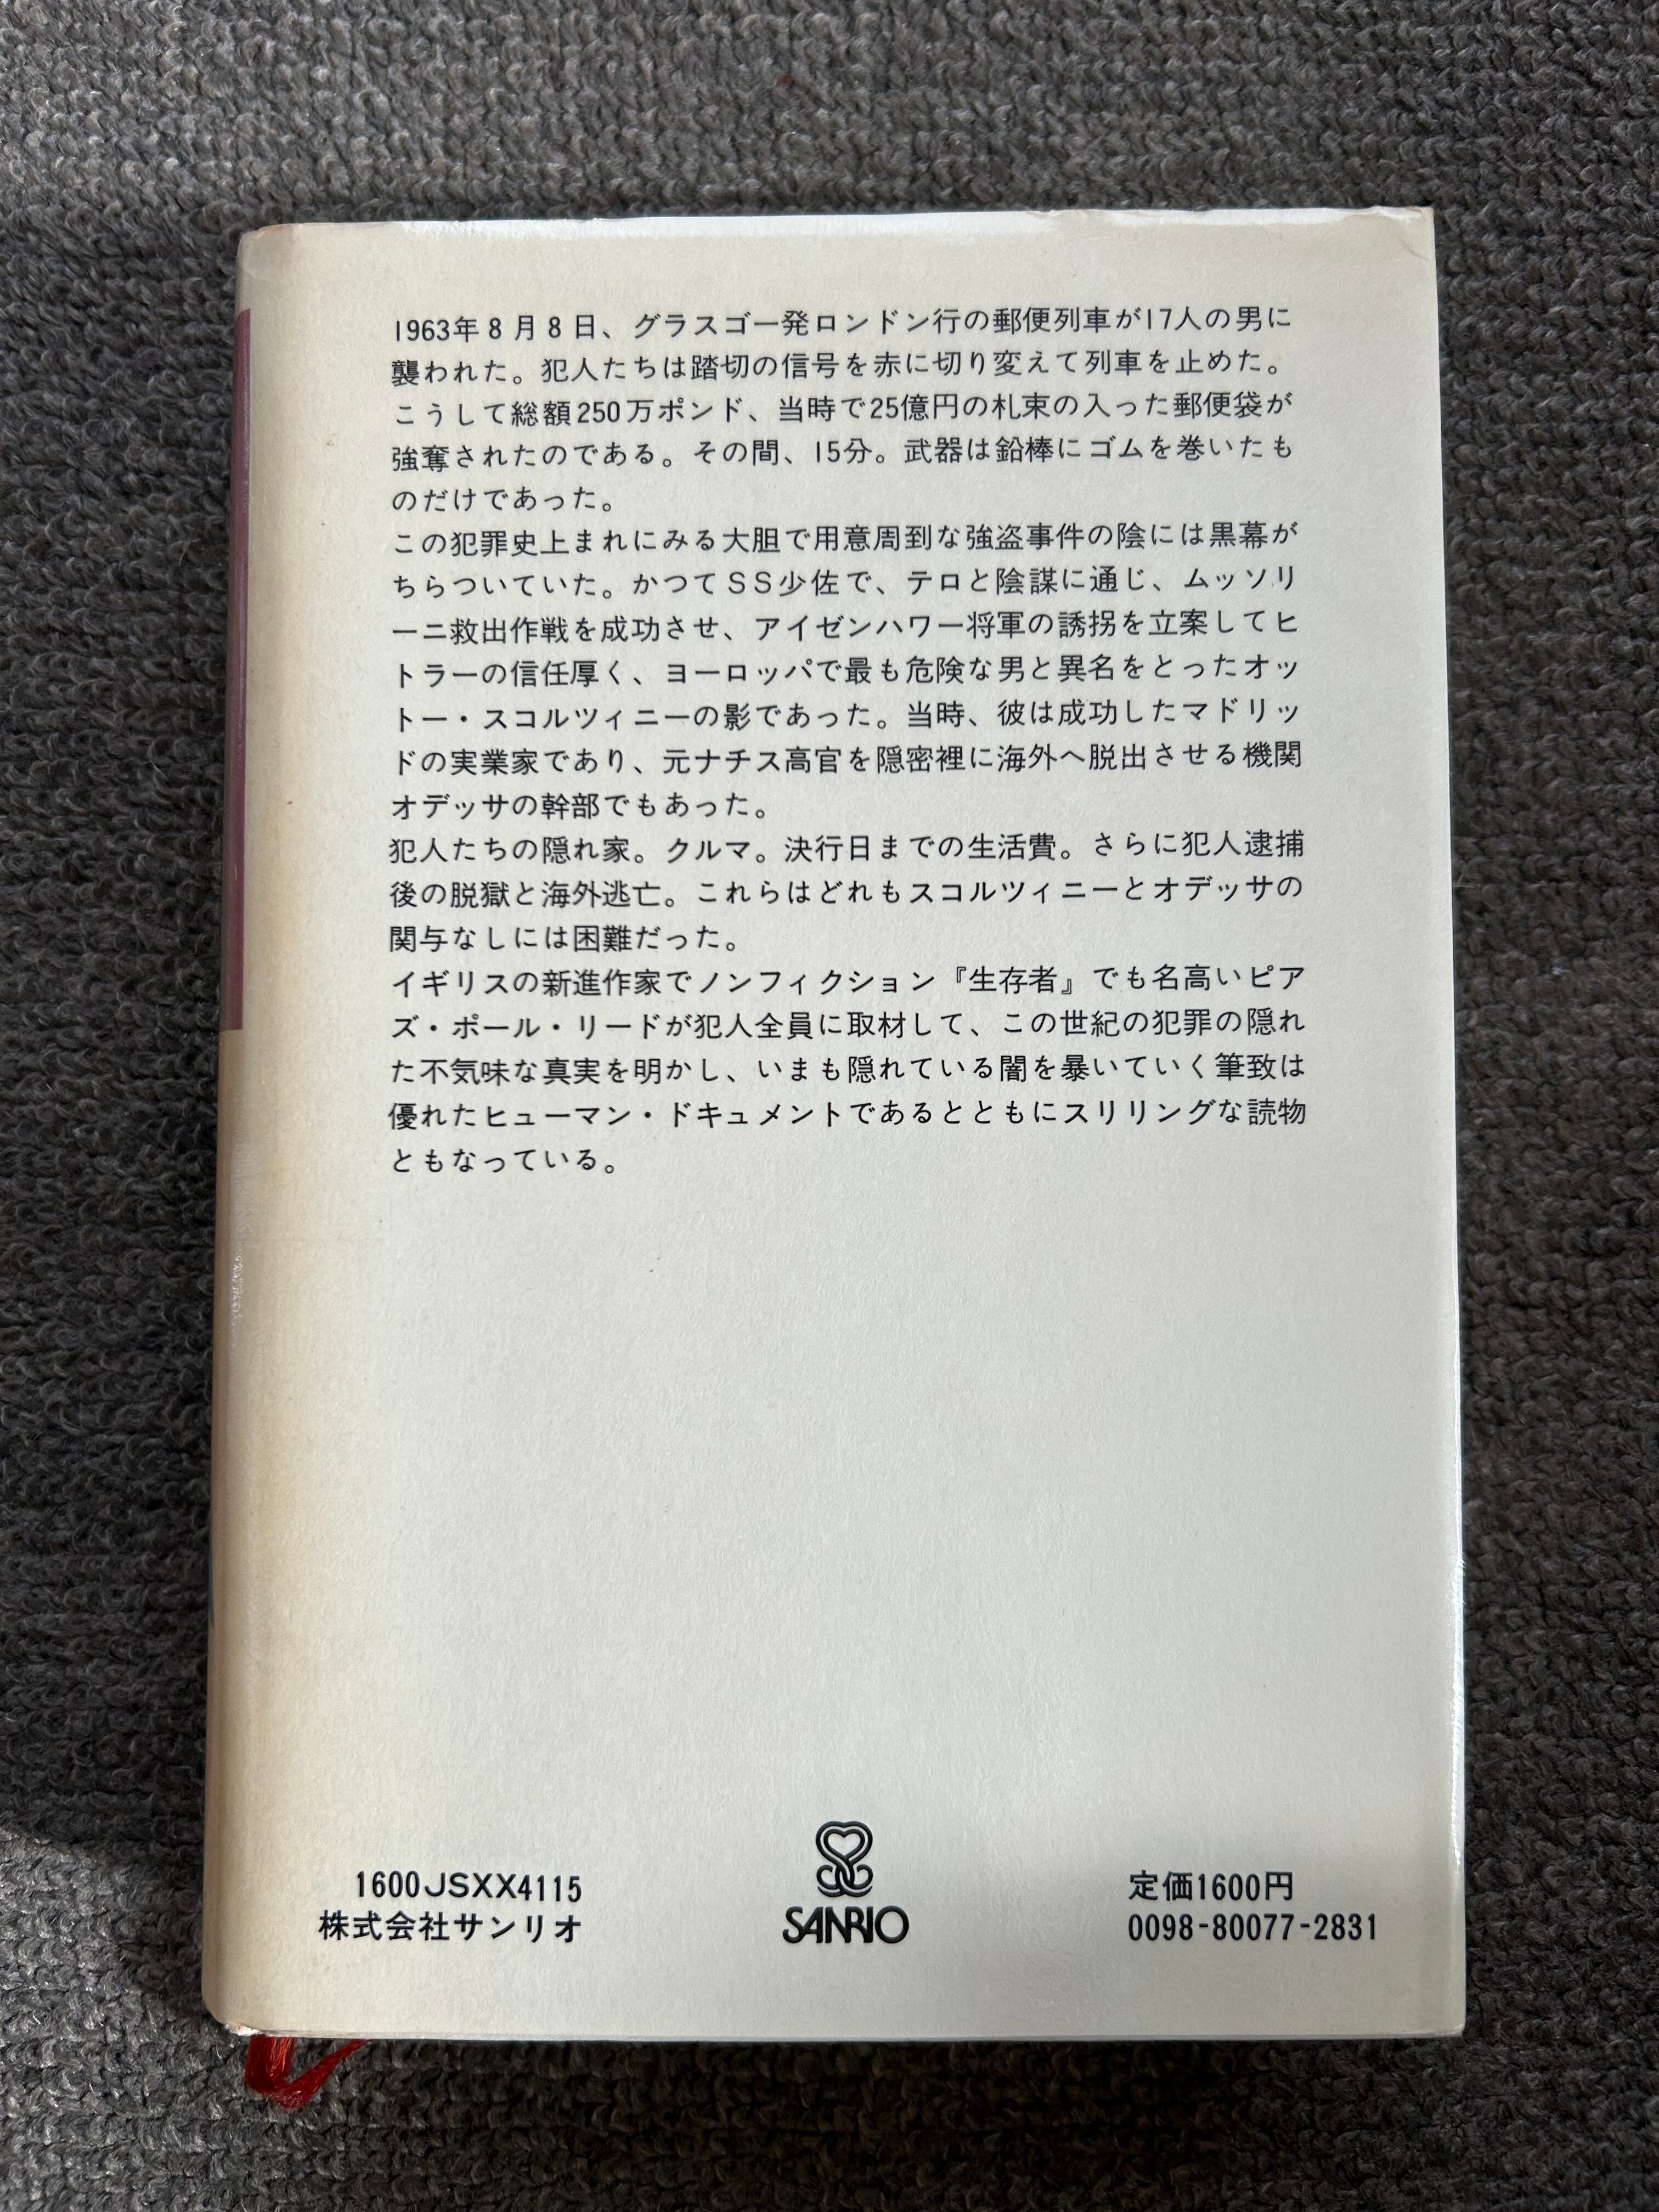 1963年8月8日、グラスゴー発ロンドン行の郵便列車が17人の男に
襲われた。犯人たちは踏切の信号を赤に切り変えて列車を止めた。
こうして総額250万ポンド、当時で25億円の札束の入った郵便袋が
強奪されたのである。その間、15分。武器は鉛棒にゴムを巻いたも
のだけであった。
この犯罪史上まれにみる大胆で用意周到な強盗事件の陰には黒幕が
ちらついていた。かつてSS少佐で、テロと陰謀に通じ、ムッソリ
ーニ救出作戦を成功させ、アイゼンハワー将軍の誘拐を立案してヒ
トラーの信任厚く、ヨーロッパで最も危険な男と異名をとったオッ
トー・スコルツィニーの影であった。当時、彼は成功したマドリッ
ドの実業家であり、元ナチス高官を隠密裡に海外へ脱出させる機関
オデッサの幹部でもあった。
犯人たちの隠れ家。クルマ。決行日までの生活費。さらに犯人逮捕
後の脱獄と海外逃亡。これらはどれもスコルツィニーとオデッサの
関与なしには困難だった。
イギリスの新進作家でノンフィクション『生存者』でも名高いピア
ズ・ポール・リードが犯人全員に取材して、この世紀の犯罪の隠れ
た不気味な真実を明かし、いまも隠れている闇を暴いていく筆致は
優れたヒューマン・ドキュメントであるとともにスリリングな読物
ともなっている。
1600JSXX4115
株式会社サンリオ
SANRIO
定価1600円
0098-80077-2831